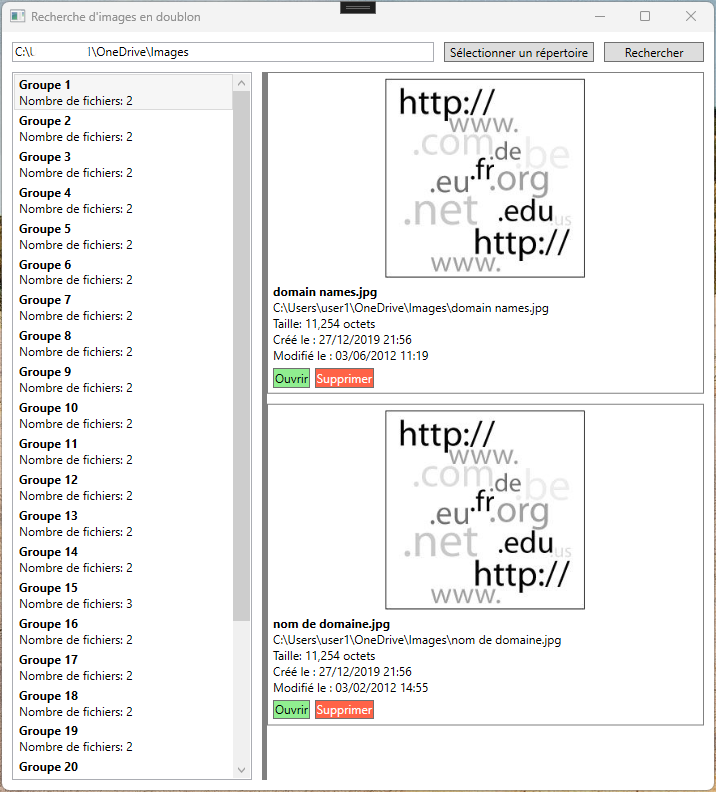 Recherche d'images en doublon
C:\ \OneDrive\Images
Sélectionner un répertoire
Rechercher
Groupe 1
Nombre de fichiers: 2
Groupe 2
Nombre de fichiers: 2
Groupe 3
Nombre de fichiers: 2
Groupe 4
Nombre de fichiers: 2
Groupe 5
Nombre de fichiers: 2
Groupe 6
Nombre de fichiers: 2
Groupe 7
Nombre de fichiers: 2
Groupe 8
Nombre de fichiers: 2
Groupe 9
Nombre de fichiers: 2
Groupe 10
Nombre de fichiers: 2
Groupe 11
Nombre de fichiers: 2
Groupe 12
Nombre de fichiers: 2
Groupe 13
Nombre de fichiers: 2
Groupe 14
Nombre de fichiers: 2
Groupe 15
Nombre de fichiers: 3
Groupe 16
Nombre de fichiers: 2
Groupe 17
Nombre de fichiers: 2
Groupe 18
Nombre de fichiers: 2
Groupe 19
Nombre de fichiers: 2
Groupe 20
http://
www.
.com .de .be
.eu .fr .org
.net .edu .us
http://
www.
domain names.jpg
C:\Users\user1\OneDrive\Images\domain names.jpg
Taille: 11,254 octets
Créé le : 27/12/2019 21:56
Modifié le : 03/06/2012 11:19
Ouvrir Supprimer
http://
www.
.com .de .be
.eu .fr .org
.net .edu .us
http://
www.
nom de domaine.jpg
C:\Users\user1\OneDrive\Images\nom de domaine.jpg
Taille: 11,254 octets
Créé le : 27/12/2019 21:56
Modifié le : 03/02/2012 14:55
Ouvrir Supprimer